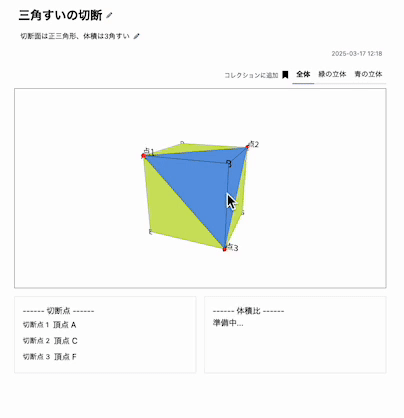 三角すいの切断
切断面は正三角形、体積は3角すい
2025-03-17 12:18
コレクションに追加 全体 緑の立体 青の立体
点1
点2
B
点3
------ 切断点 ------
切断点 1 頂点 A
切断点 2 頂点 C
切断点 3 頂点 F
------ 体積比 ------
準備中...